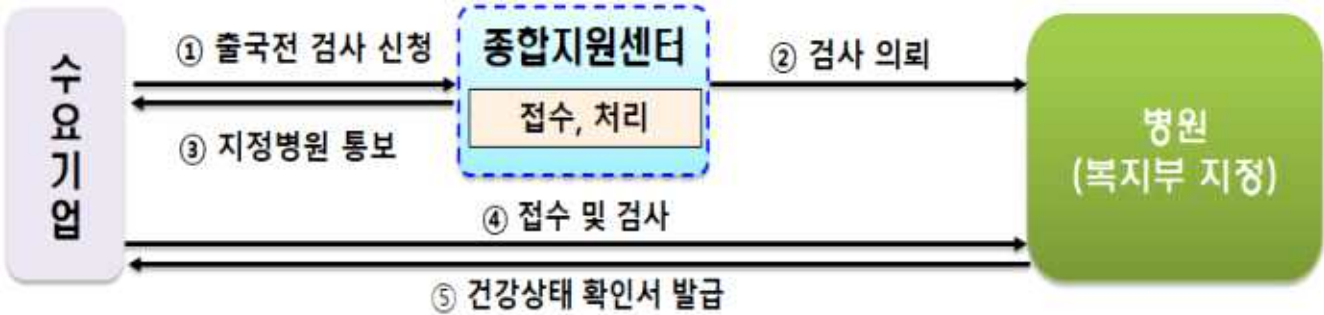 수요기업
① 출국전 검사 신청
③ 지정병원 통보
종합지원센터
접수, 처리
② 검사 의뢰
병원
(복지부 지정)
④ 접수 및 검사
⑤ 건강상태 확인서 발급